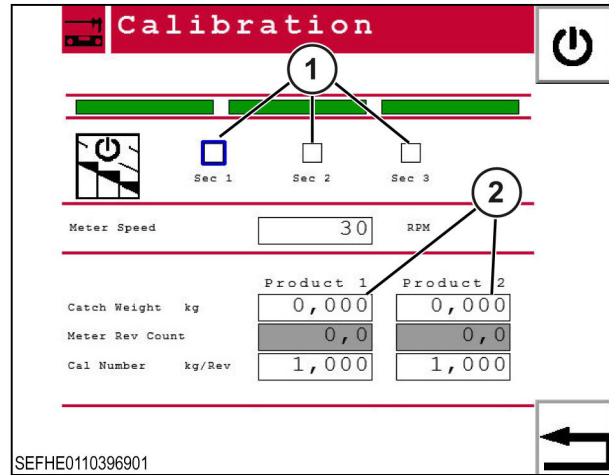 Calibration
1
Sec 1 Sec 2 Sec 3
2
Meter Speed 30 RPM
Product 1 Product 2
Catch Weight kg 0,000 0,000
Meter Rev Count 0,0 0,0
Cal Number kg/Rev 1,000 1,000
SEFHE0110396901